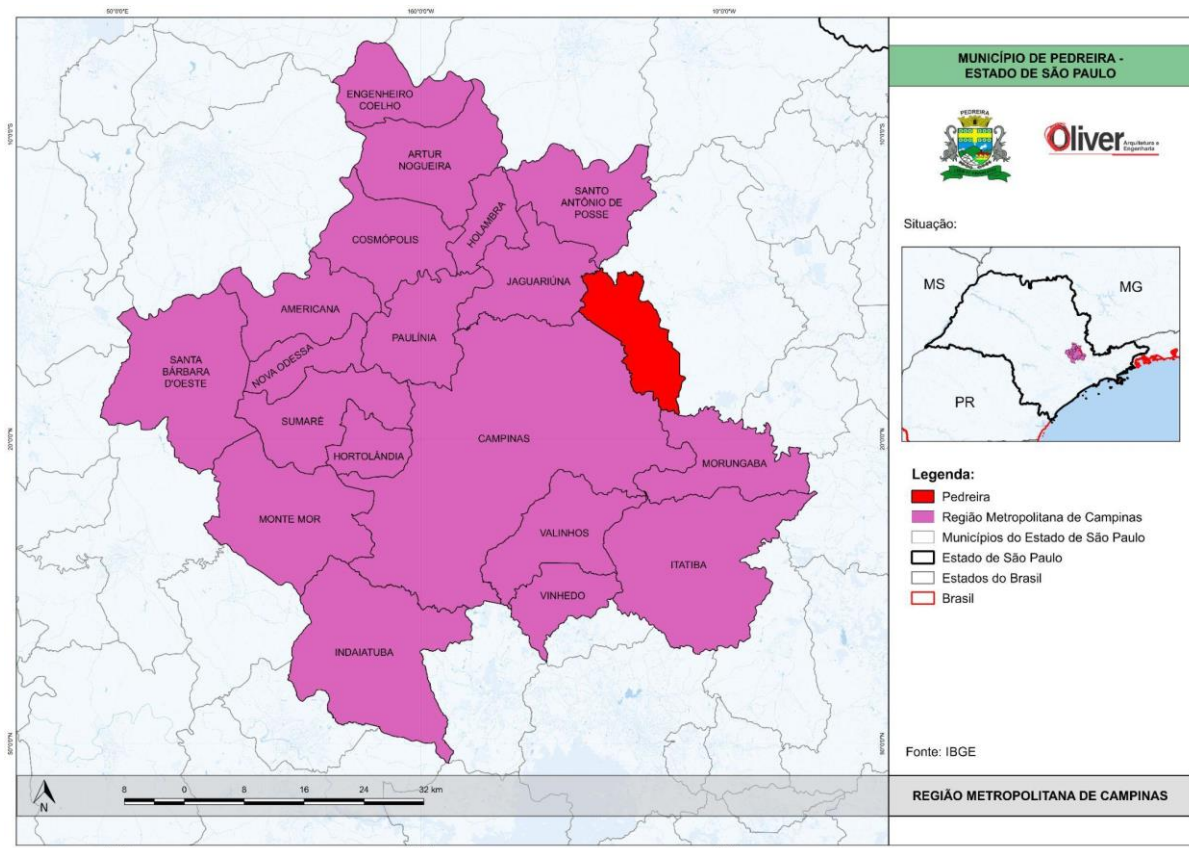 MUNICÍPIO DE PEDREIRA -
ESTADO DE SÃO PAULO
PEDREIRA
Oliver
Arquitetura e
Engenharia
Situação:
MS
MG
PR
Legenda:
Pedreira
Região Metropolitana de Campinas
Municípios do Estado de São Paulo
Estado de São Paulo
Estados do Brasil
Brasil
Fonte: IBGE
REGIÃO METROPOLITANA DE CAMPINAS
ENGENHEIRO
COELHO
ARTUR
NOGUEIRA
SANTO
ANTÔNIO DE
POSSE
HOLAMBRA
COSMÓPOLIS
JAGUARIÚNA
AMERICANA
PAULÍNIA
NOVA ODESSA
SANTA
BÁRBARA
D'OESTE
SUMARÉ
HORTOLÂNDIA
CAMPINAS
MORUNGABA
MONTE MOR
VALINHOS
ITATIBA
VINHEDO
INDAIATUBA
N
8 0 8 16 24 32 km